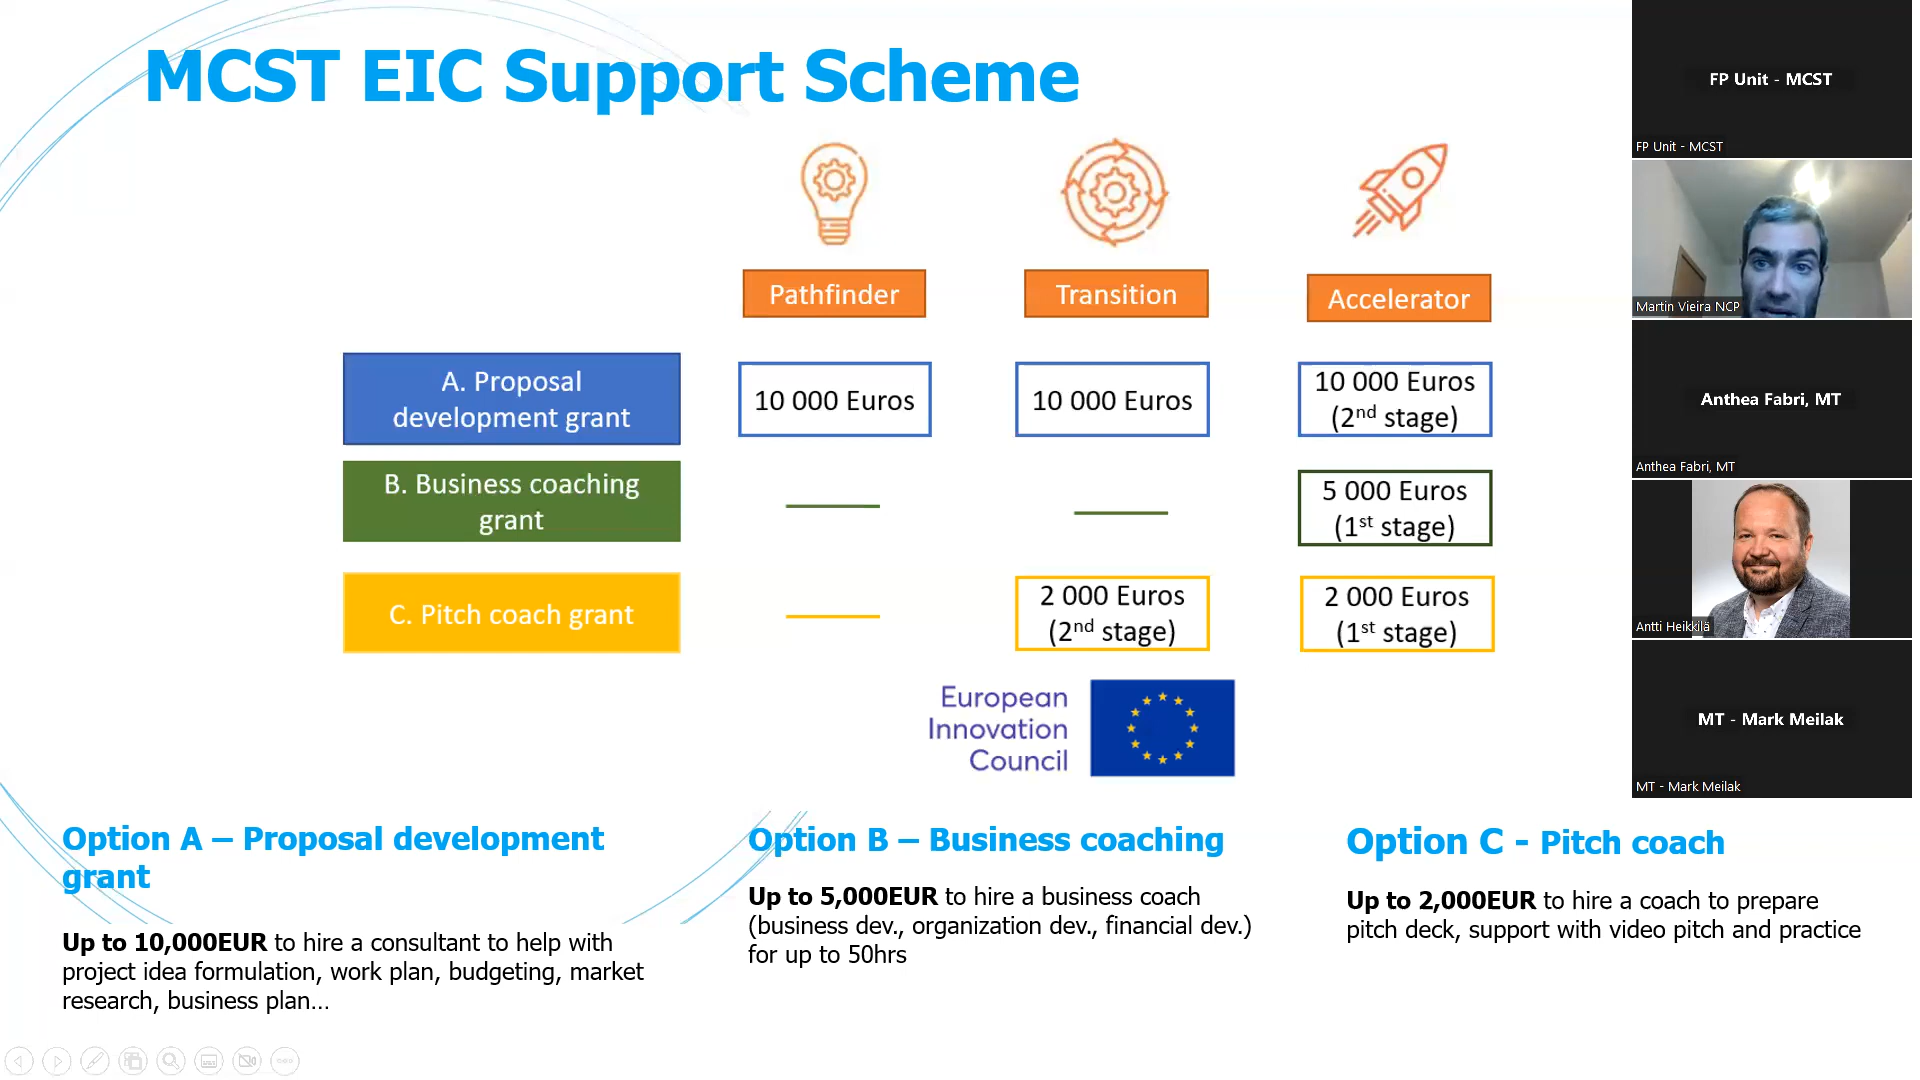 MCST EIC Support Scheme
Pathfinder
Transition
Accelerator
A. Proposal
development grant
10 000 Euros
10 000 Euros
10 000 Euros
(2nd stage)
B. Business coaching
grant
5 000 Euros
(1st stage)
C. Pitch coach grant
2 000 Euros
(2nd stage)
2 000 Euros
(1st stage)
European
Innovation
Council
Option A – Proposal development
grant
Up to 10,000EUR to hire a consultant to help with
project idea formulation, work plan, budgeting, market
research, business plan…
Option B – Business coaching
Up to 5,000EUR to hire a business coach
(business dev., organization dev., financial dev.)
for up to 50hrs
Option C - Pitch coach
Up to 2,000EUR to hire a coach to prepare
pitch deck, support with video pitch and practice
FP Unit - MCST
FP Unit - MCST
Martin Vieira NCP
Anthea Fabri, MT
Anthea Fabri, MT
Antti Heikkilä
MT - Mark Meilak
MT - Mark Meilak